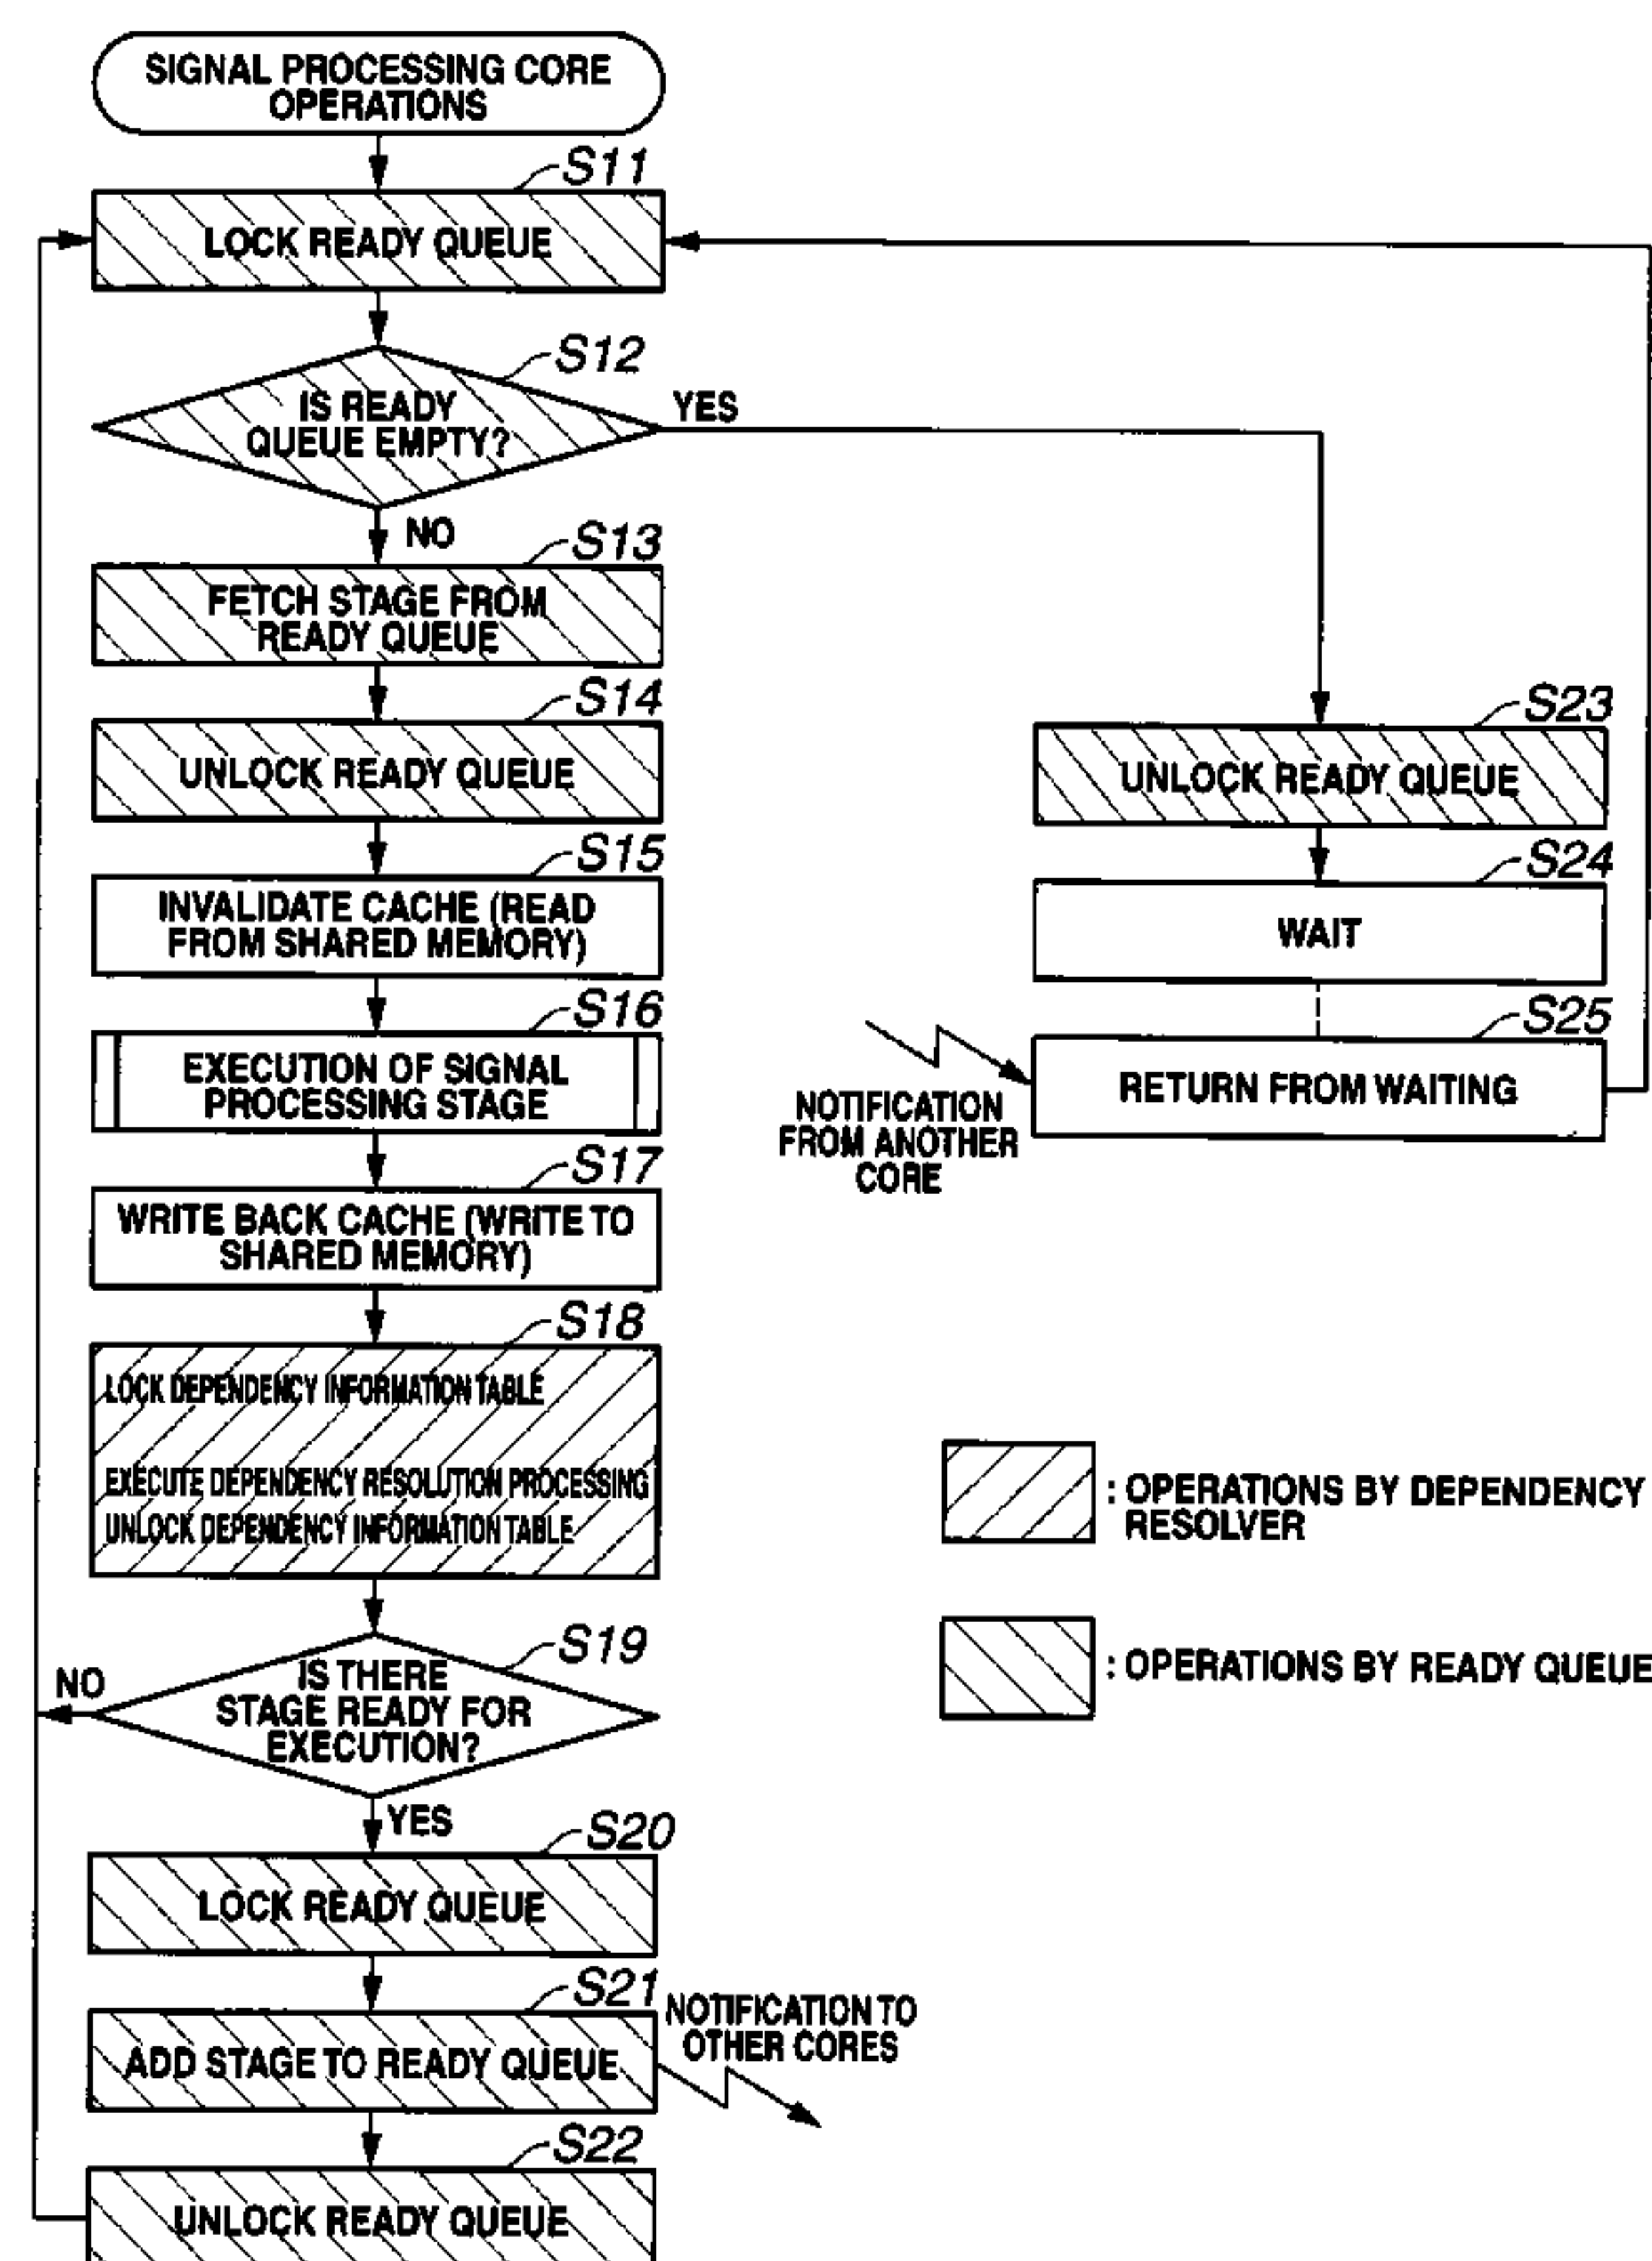 SIGNAL PROCESSING CORE
OPERATIONS
S11
LOCK READY QUEUE
S12
IS READY
QUEUE EMPTY?
YES
NO
S13
FETCH STAGE FROM
READY QUEUE
S14
UNLOCK READY QUEUE
S23
UNLOCK READY QUEUE
S15
INVALIDATE CACHE (READ
FROM SHARED MEMORY)
S24
WAIT
S16
EXECUTION OF SIGNAL
PROCESSING STAGE
S25
RETURN FROM WAITING
NOTIFICATION
FROM ANOTHER
CORE
S17
WRITE BACK CACHE (WRITE TO
SHARED MEMORY)
S18
LOCK DEPENDENCY INFORMATION TABLE
EXECUTE DEPENDENCY RESOLUTION PROCESSING
UNLOCK DEPENDENCY INFORMATION TABLE
: OPERATIONS BY DEPENDENCY
RESOLVER
S19
IS THERE
STAGE READY FOR
EXECUTION?
NO
YES
: OPERATIONS BY READY QUEUE
S20
LOCK READY QUEUE
S21
ADD STAGE TO READY QUEUE
NOTIFICATION TO
OTHER CORES
S22
UNLOCK READY QUEUE